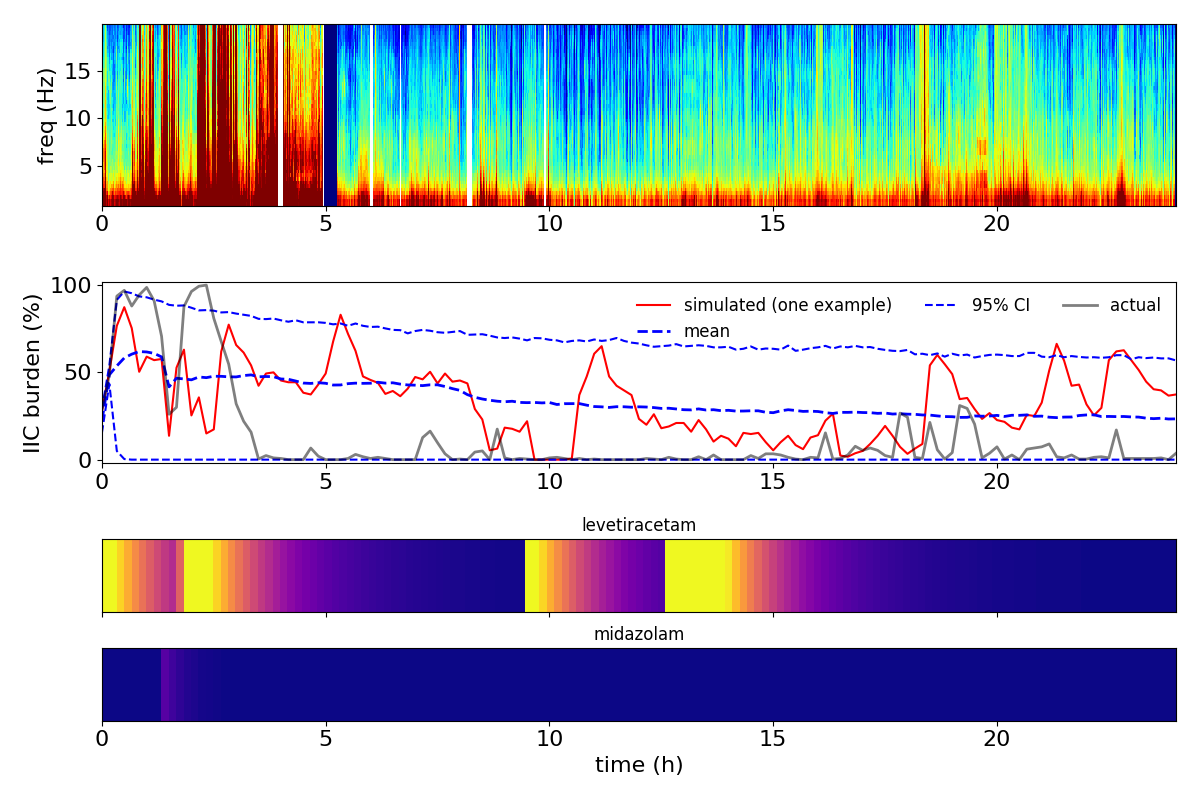 freq (Hz)
15
10
5
0 5 10 15 20
IIC burden (%)
100
50
0
simulated (one example) 95% CI actual
mean
0 5 10 15 20
levetiracetam
midazolam
0 5 10 15 20
time (h)